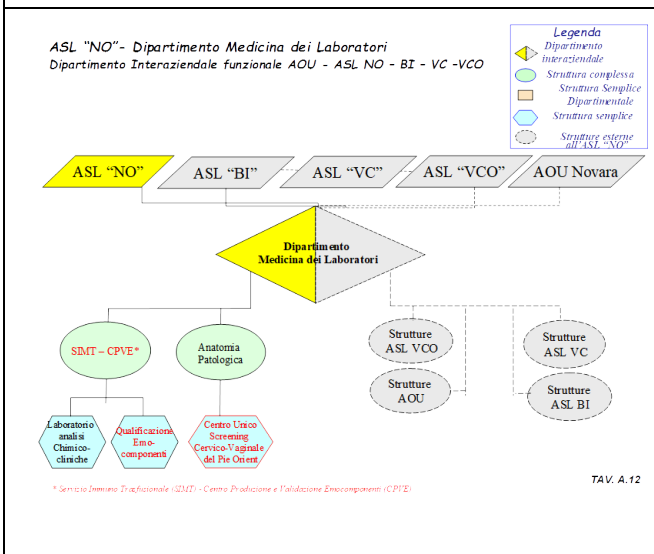 ASL "NO"- Dipartimento Medicina dei Laboratori
Dipartimento Interaziendale funzionale AOU - ASL NO - BI - VC -VCO
Legenda
Dipartimento
interaziendale
Struttura complessa
Struttura Semplice
Dipartimentale
Struttura semplice
Strutture esterne
all'ASL "NO"
ASL "NO"
ASL "BI"
ASL "VC"
ASL "VCO"
AOU Novara
Dipartimento
Medicina dei Laboratori
SIMT – CPVE*
Anatomia
Patologica
Strutture
ASL VCO
Strutture
ASL VC
Strutture
AOU
Strutture
ASL BI
Laboratorio
analisi
Chimico-
cliniche
Qualificazione
Emo-
componenti
Centro Unico
Screening
Cervico-Vaginale
del Pie Orient
TAV. A.12
* Servizio Immuno Trasfusionale (SIMT) - Centro Produzione e Validazione Emocomponenti (CPVE)